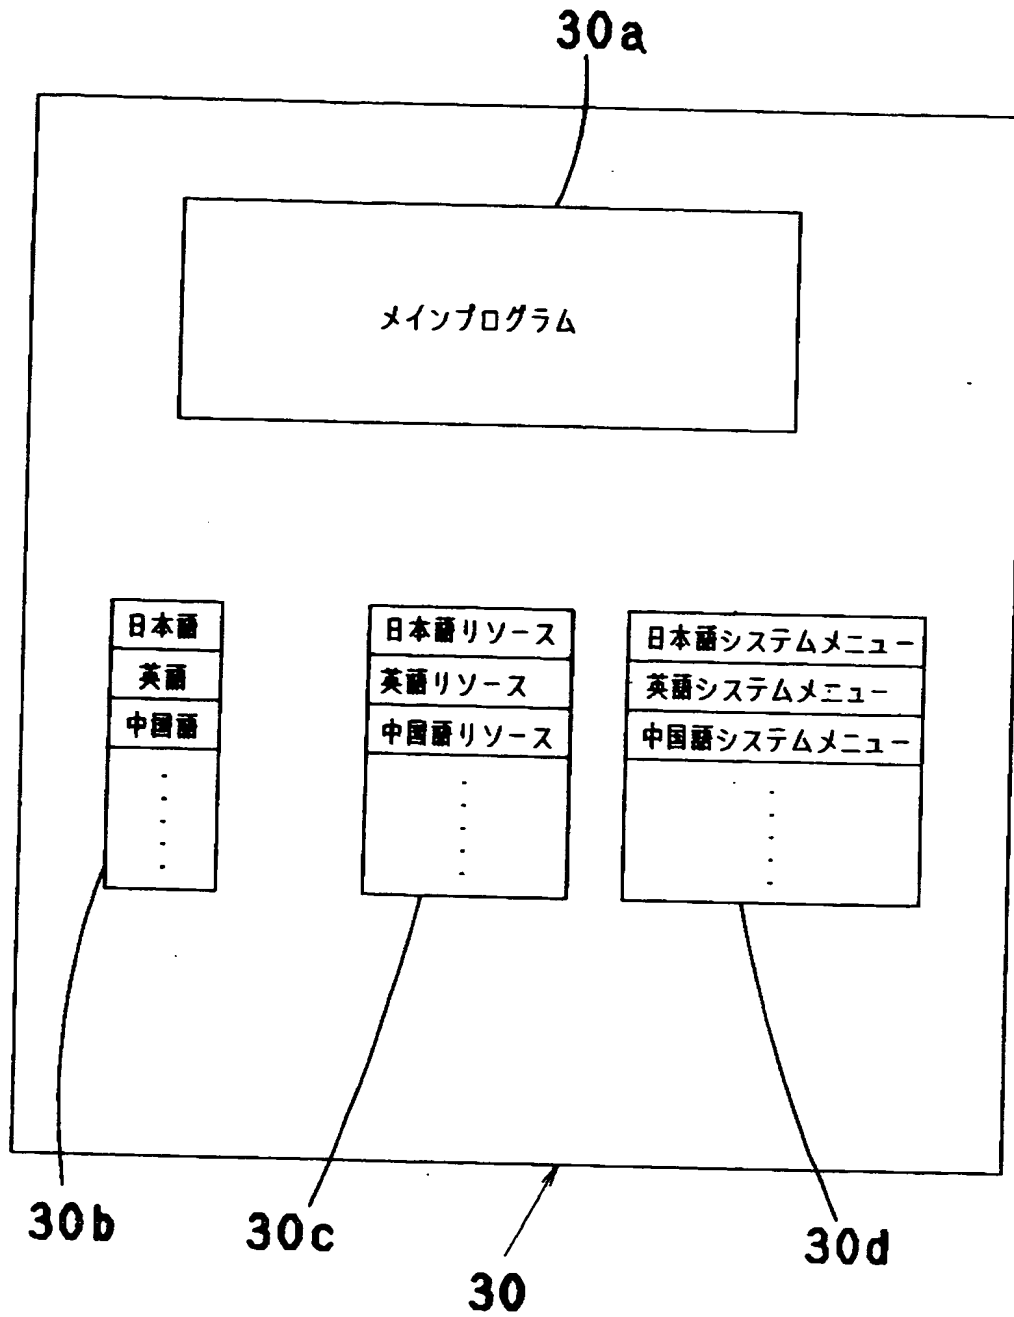 30a
メインプログラム
日本語
英語
中国語
日本語リソース
英語リソース
中国語リソース
日本語システムメニュー
英語システムメニュー
中国語システムメニュー
30b
30c
30
30d